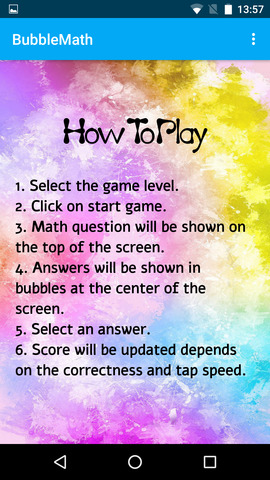 13:57
BubbleMath
How To Play
1. Select the game level.
2. Click on start game.
3. Math question will be shown on
the top of the screen.
4. Answers will be shown in
bubbles at the center of the
screen.
5. Select an answer.
6. Score will be updated depends
on the correctness and tap speed.